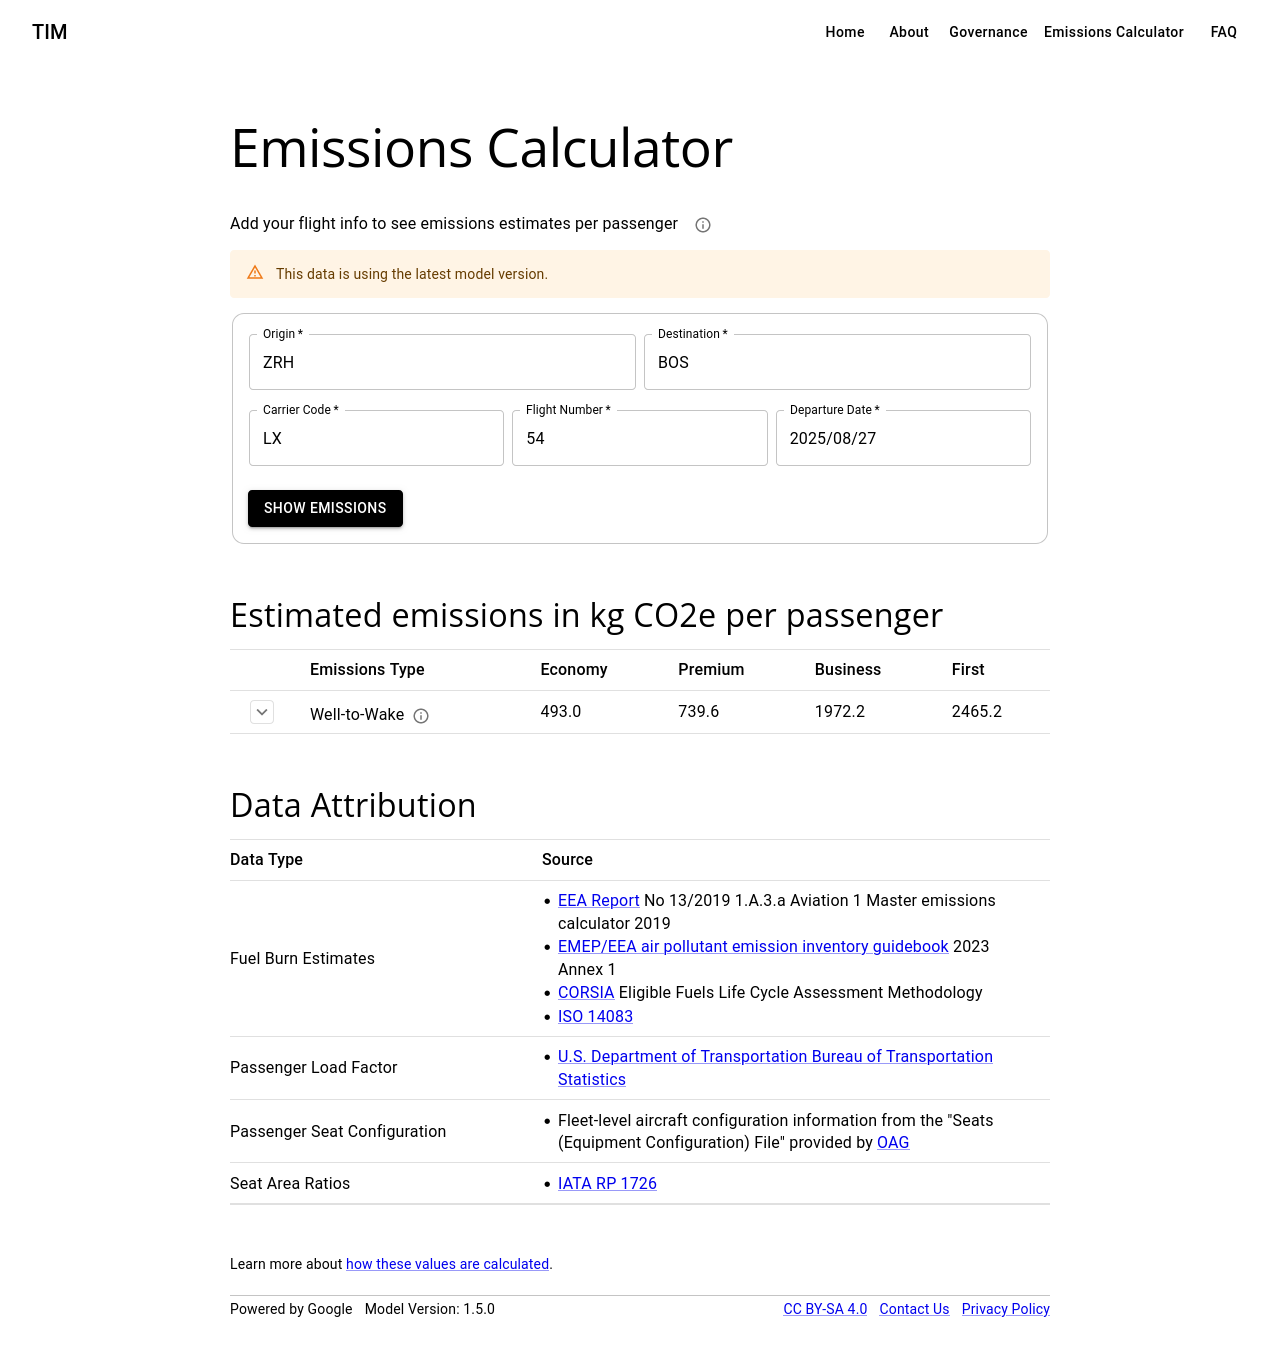 TIM
Home About Governance Emissions Calculator FAQ
Emissions Calculator
Add your flight info to see emissions estimates per passenger
This data is using the latest model version.
Origin * Destination *
ZRH BOS
Carrier Code * Flight Number * Departure Date *
LX 54 2025/08/27
SHOW EMISSIONS
Estimated emissions in kg CO2e per passenger
Emissions Type Economy Premium Business First
Well-to-Wake 493.0 739.6 1972.2 2465.2
Data Attribution
Data Type Source
Fuel Burn Estimates
• EEA Report No 13/2019 1.A.3.a Aviation 1 Master emissions
calculator 2019
• EMEP/EEA air pollutant emission inventory guidebook 2023
Annex 1
• CORSIA Eligible Fuels Life Cycle Assessment Methodology
• ISO 14083
Passenger Load Factor
• U.S. Department of Transportation Bureau of Transportation
Statistics
Passenger Seat Configuration
• Fleet-level aircraft configuration information from the "Seats
(Equipment Configuration) File" provided by OAG
Seat Area Ratios
• IATA RP 1726
Learn more about how these values are calculated.
Powered by Google Model Version: 1.5.0 CC BY-SA 4.0 Contact Us Privacy Policy